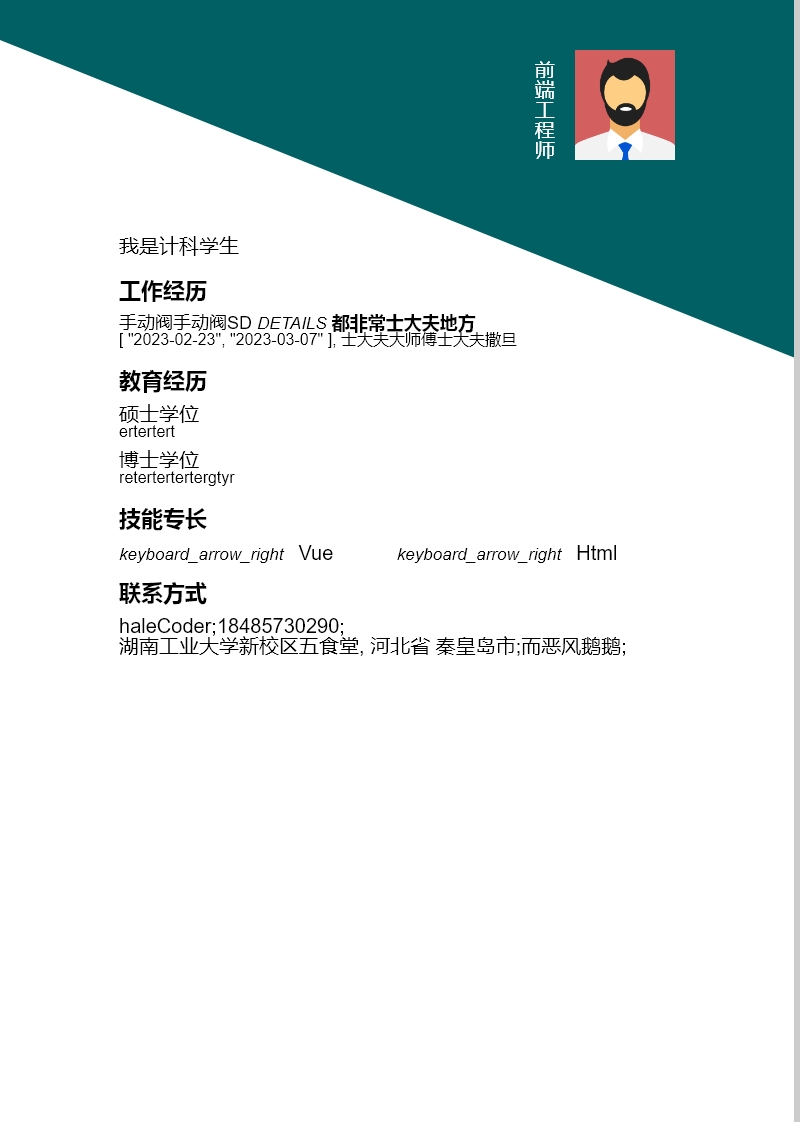 前端工程师
我是计科学生
工作经历
手动阀手动阀SD DETAILS 都非常士大夫地方
[ "2023-02-23", "2023-03-07" ], 士大夫大师傅士大夫撒旦
教育经历
硕士学位
ertertert
博士学位
retertertertergtyr
技能专长
keyboard_arrow_right Vue keyboard_arrow_right Html
联系方式
haleCoder;18485730290;
湖南工业大学新校区五食堂, 河北省 秦皇岛市;而恶风鹅鹅;